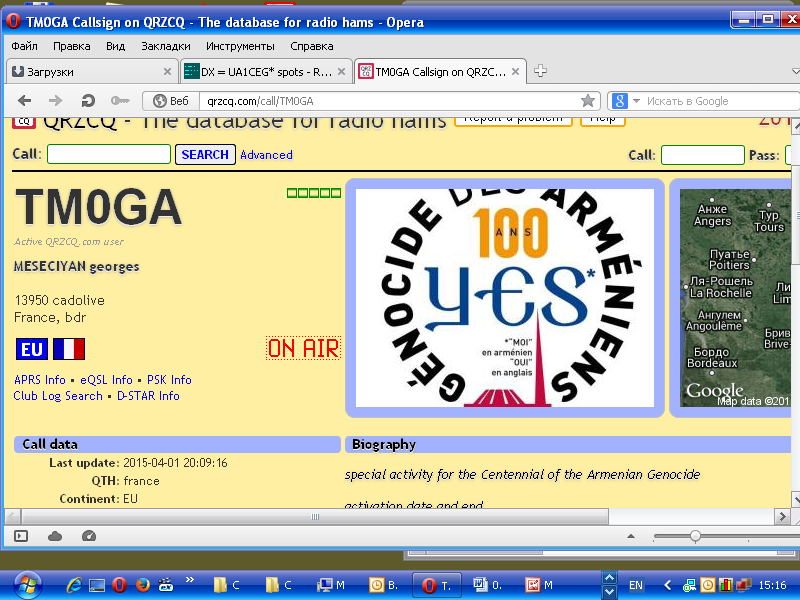 TM0GA Callsign on QRZCQ - The database for radio hams - Opera
Файл Правка Вид Закладки Инструменты Справка
Загрузки
DX = UA1CEG* spots - R...
TM0GA Callsign on QRZC...
Веб
qrzcq.com/call/TM0GA
Искать в Google
QRZCQ - The database for radio hams
Report a problem
Help
201
Call:
SEARCH
Advanced
Call:
Pass:
TM0GA
Active QRZCQ.com user
MESECIYAN georges
13950 cadolive
France, bdr
EU
ON AIR
APRS Info • eQSL Info • PSK Info
Club Log Search • D-STAR Info
GÉNOCIDE DES ARMÉNIENS
100
ANS
yes*
*"MOI"
en arménien
"OUI"
en anglais
Анже
Angers
Тур
Tours
Пуатье
Poitiers
Ля-Рошель
La Rochelle
Ли
Lim
Ангулем
Angoulême
Брив
Brive-
Бордо
Bordeaux
Google
Map data ©201
Call data
Last update: 2015-04-01 20:09:16
QTH: france
Continent: EU
Biography
special activity for the Centennial of the Armenian Genocide
activation date and end
C
C
M
В.
T.
0.
M
EN
15:16